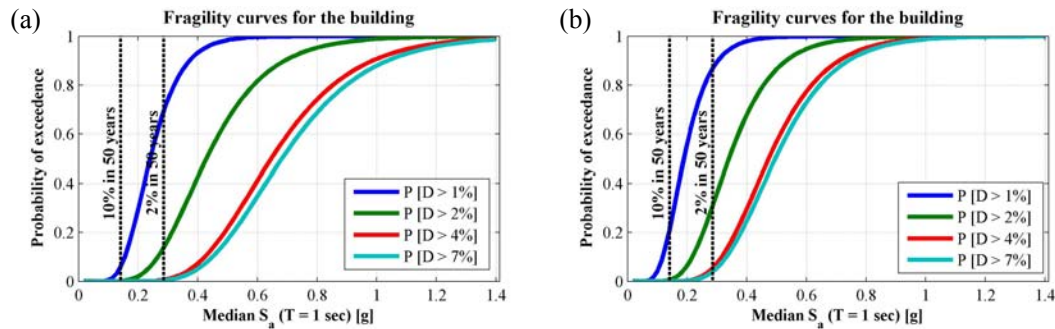 (a)
Fragility curves for the building
Probability of exceedence
1
0.8
0.6
0.4
0.2
0
10% in 50 years
2% in 50 years
P [D > 1%]
P [D > 2%]
P [D > 4%]
P [D > 7%]
0 0.2 0.4 0.6 0.8 1 1.2 1.4
Median Sa (T = 1 sec) [g]
(b)
Fragility curves for the building
Probability of exceedence
1
0.8
0.6
0.4
0.2
0
10% in 50 years
2% in 50 years
P [D > 1%]
P [D > 2%]
P [D > 4%]
P [D > 7%]
0 0.2 0.4 0.6 0.8 1 1.2 1.4
Median Sa (T = 1 sec) [g]